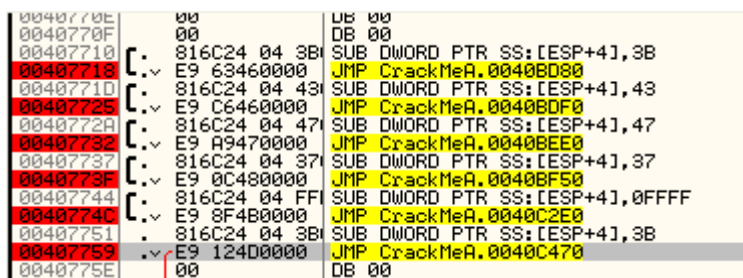 0040770E 00 DB 00
0040770F 00 DB 00
00407710 . 816C24 04 3B SUB DWORD PTR SS:[ESP+4],3B
00407718 .v E9 63460000 JMP CrackMeA.0040BD80
0040771D . 816C24 04 43 SUB DWORD PTR SS:[ESP+4],43
00407725 .v E9 C6460000 JMP CrackMeA.0040BDF0
0040772A . 816C24 04 47 SUB DWORD PTR SS:[ESP+4],47
00407732 .v E9 A9470000 JMP CrackMeA.0040BEE0
00407737 . 816C24 04 37 SUB DWORD PTR SS:[ESP+4],37
0040773F .v E9 0C480000 JMP CrackMeA.0040BF50
00407744 . 816C24 04 FF SUB DWORD PTR SS:[ESP+4],0FFFF
0040774C .v E9 8F4B0000 JMP CrackMeA.0040C2E0
00407751 . 816C24 04 3B SUB DWORD PTR SS:[ESP+4],3B
00407759 .v E9 124D0000 JMP CrackMeA.0040C470
0040775E 00 DB 00